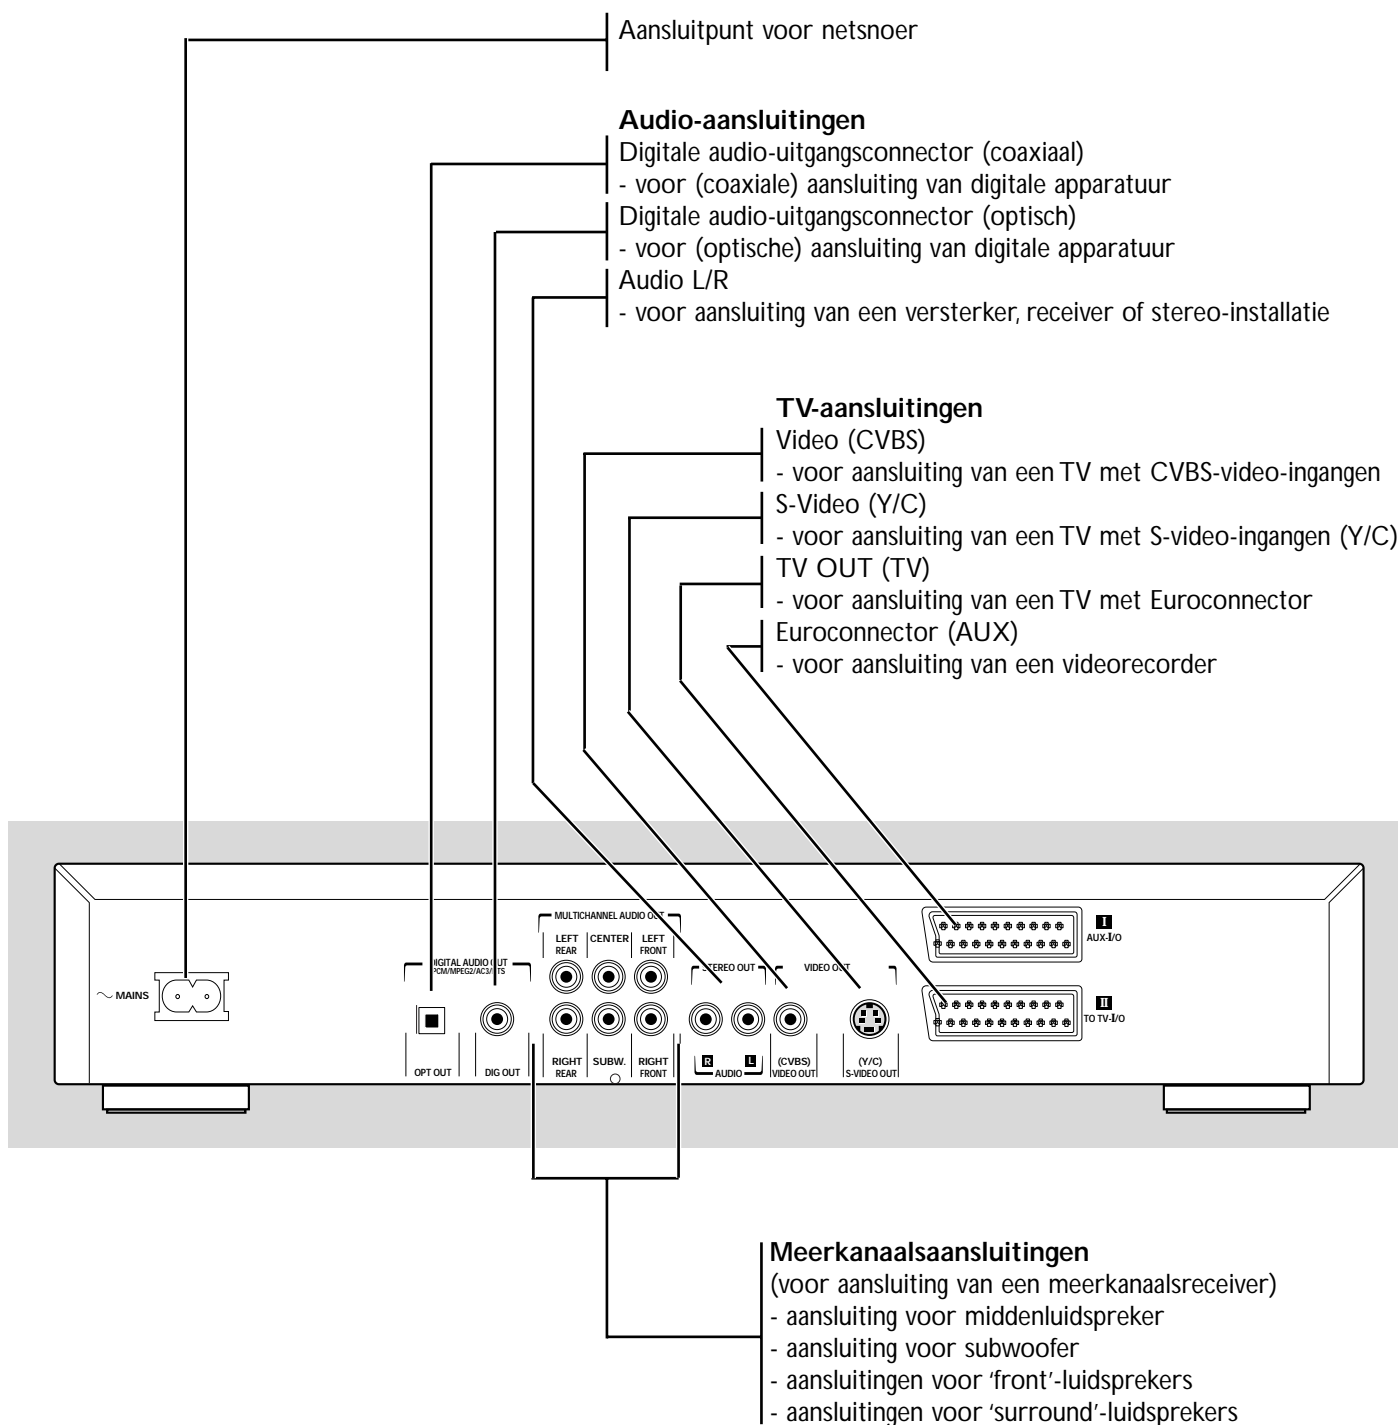 Aansluitpunt voor netsnoer
Audio-aansluitingen
Digitale audio-uitgangsconnector (coaxiaal)
- voor (coaxiale) aansluiting van digitale apparatuur
Digitale audio-uitgangsconnector (optisch)
- voor (optische) aansluiting van digitale apparatuur
Audio L/R
- voor aansluiting van een versterker, receiver of stereo-installatie
TV-aansluitingen
Video (CVBS)
- voor aansluiting van een TV met CVBS-video-ingangen
S-Video (Y/C)
- voor aansluiting van een TV met S-video-ingangen (Y/C)
TV OUT (TV)
- voor aansluiting van een TV met Euroconnector
Euroconnector (AUX)
- voor aansluiting van een videorecorder
~ MAINS
DIGITAL AUDIO OUT
PCM/MPEG2/AC3/DTS
OPT OUT
DIG OUT
MULTICHANNEL AUDIO OUT
LEFT REAR
CENTER
LEFT FRONT
RIGHT REAR
SUBW.
RIGHT FRONT
STEREO OUT
R L
AUDIO
VIDEO OUT
(CVBS)
VIDEO OUT
(Y/C)
S-VIDEO OUT
I
AUX-I/O
II
TO TV-I/O
Meerkanaalsaansluitingen
(voor aansluiting van een meerkanaalsreceiver)
- aansluiting voor middenluidspreker
- aansluiting voor subwoofer
- aansluitingen voor ‘front’-luidsprekers
- aansluitingen voor ‘surround’-luidsprekers